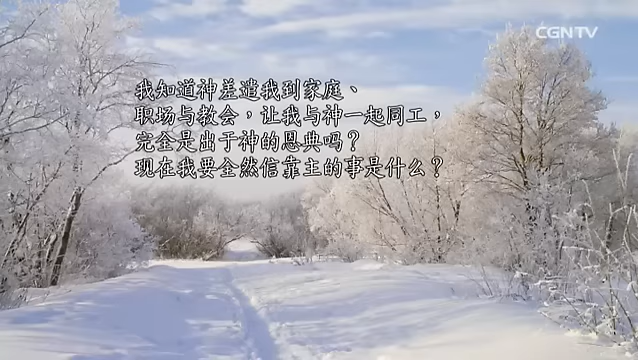 CGNTV
我知道神差遣我到家庭、
职场与教会，让我与神一起同工，
完全是出于神的恩典吗？
现在我要全然信靠主的事是什么？